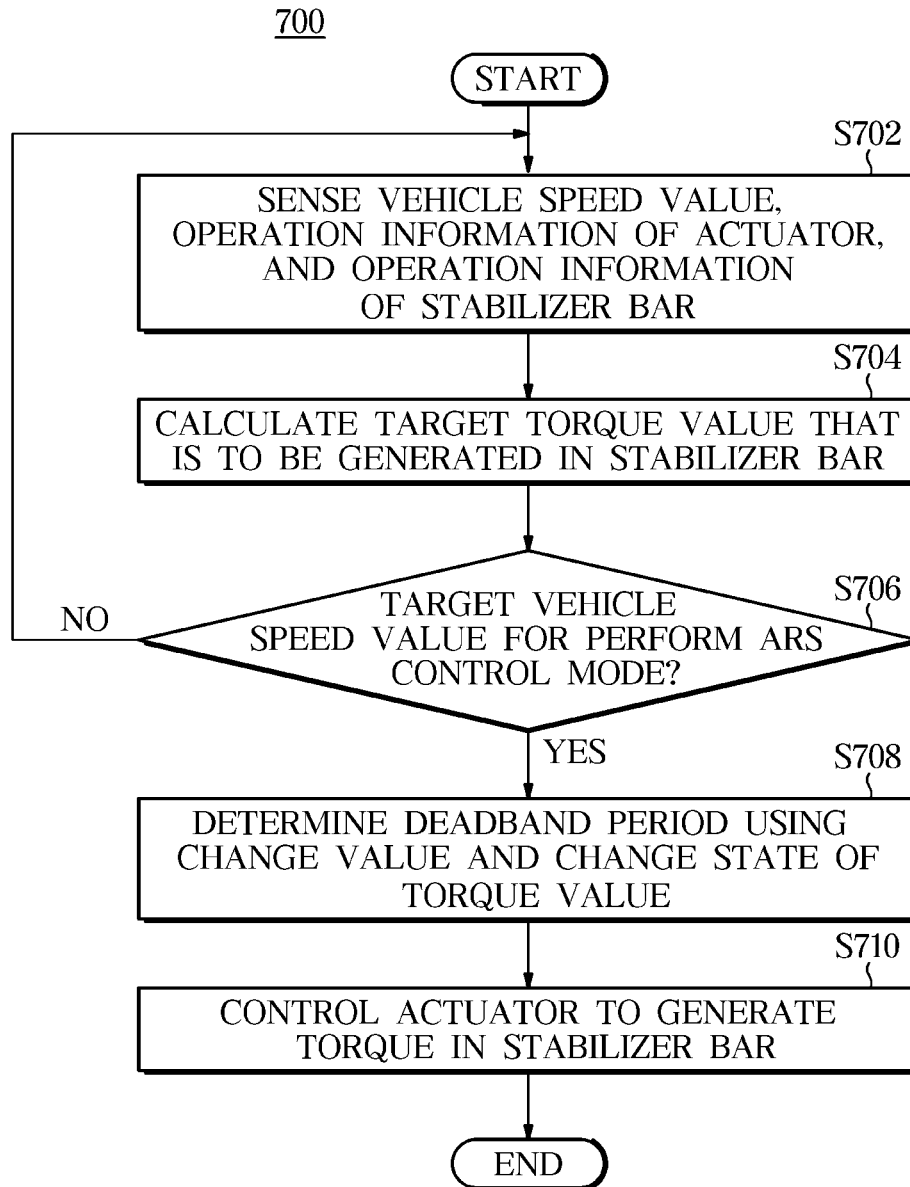 700
START
S702
SENSE VEHICLE SPEED VALUE,
OPERATION INFORMATION OF ACTUATOR,
AND OPERATION INFORMATION
OF STABILIZER BAR
S704
CALCULATE TARGET TORQUE VALUE THAT
IS TO BE GENERATED IN STABILIZER BAR
S706
TARGET VEHICLE
SPEED VALUE FOR PERFORM ARS
CONTROL MODE?
NO
YES
S708
DETERMINE DEADBAND PERIOD USING
CHANGE VALUE AND CHANGE STATE OF
TORQUE VALUE
S710
CONTROL ACTUATOR TO GENERATE
TORQUE IN STABILIZER BAR
END